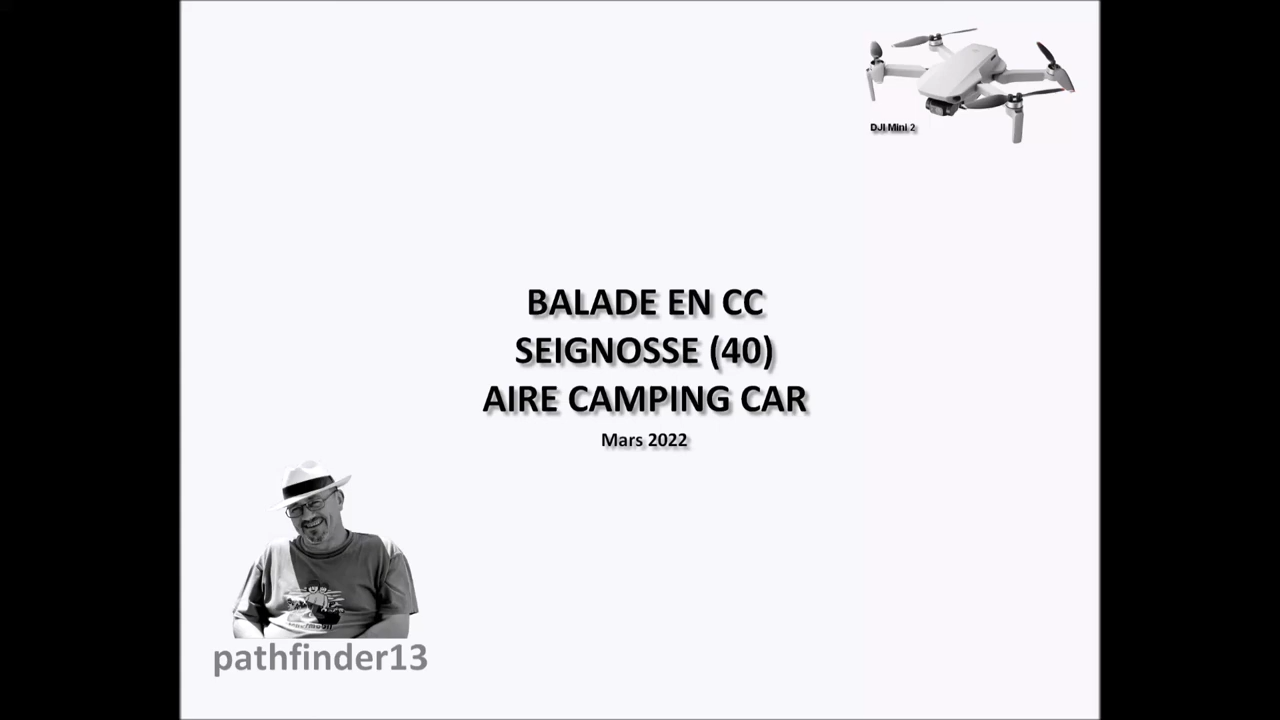 DJI Mini 2
BALADE EN CC
SEIGNOSSE (40)
AIRE CAMPING CAR
Mars 2022
pathfinder13